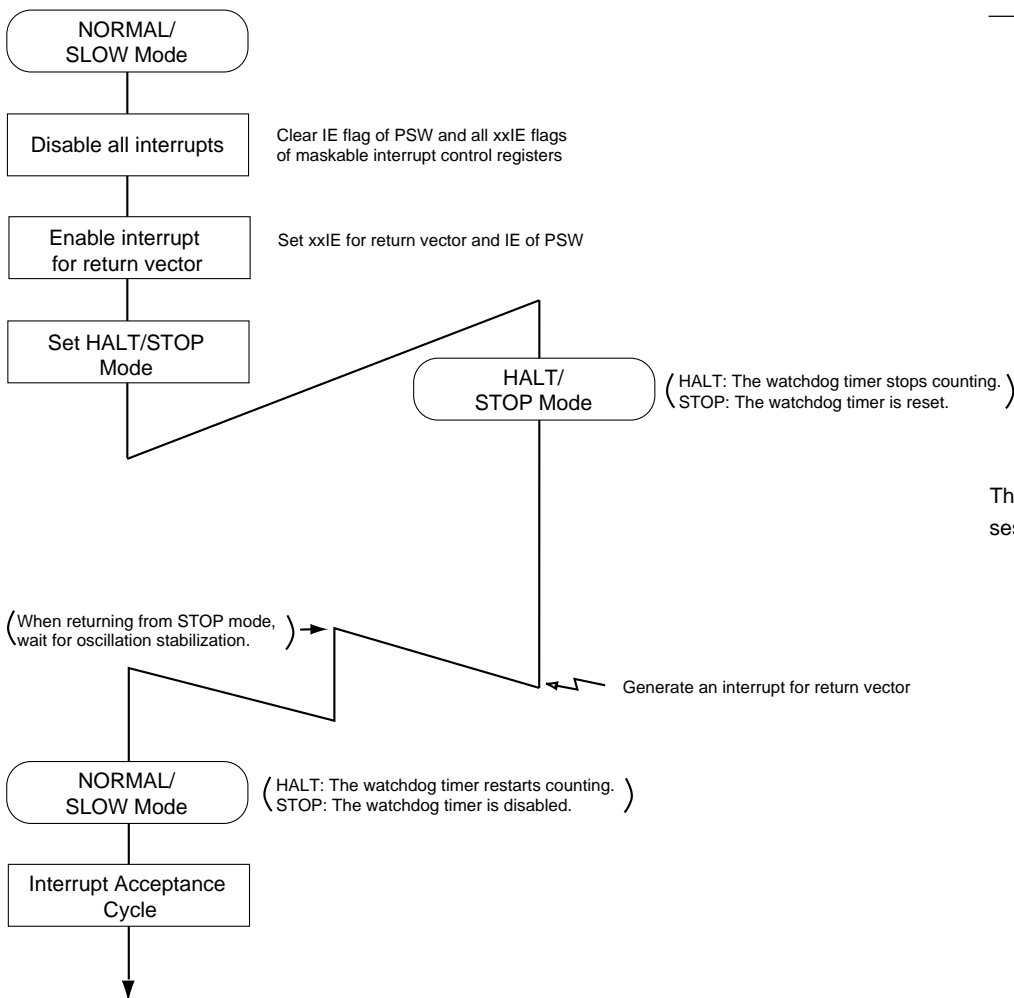 NORMAL/
SLOW Mode
Disable all interrupts
Clear IE flag of PSW and all xxIE flags
of maskable interrupt control registers
Enable interrupt
for return vector
Set xxIE for return vector and IE of PSW
Set HALT/STOP
Mode
HALT/
STOP Mode
(HALT: The watchdog timer stops counting.
STOP: The watchdog timer is reset.)
Th
ses
(When returning from STOP mode,
wait for oscillation stabilization.)
Generate an interrupt for return vector
NORMAL/
SLOW Mode
(HALT: The watchdog timer restarts counting.
STOP: The watchdog timer is disabled.)
Interrupt Acceptance
Cycle